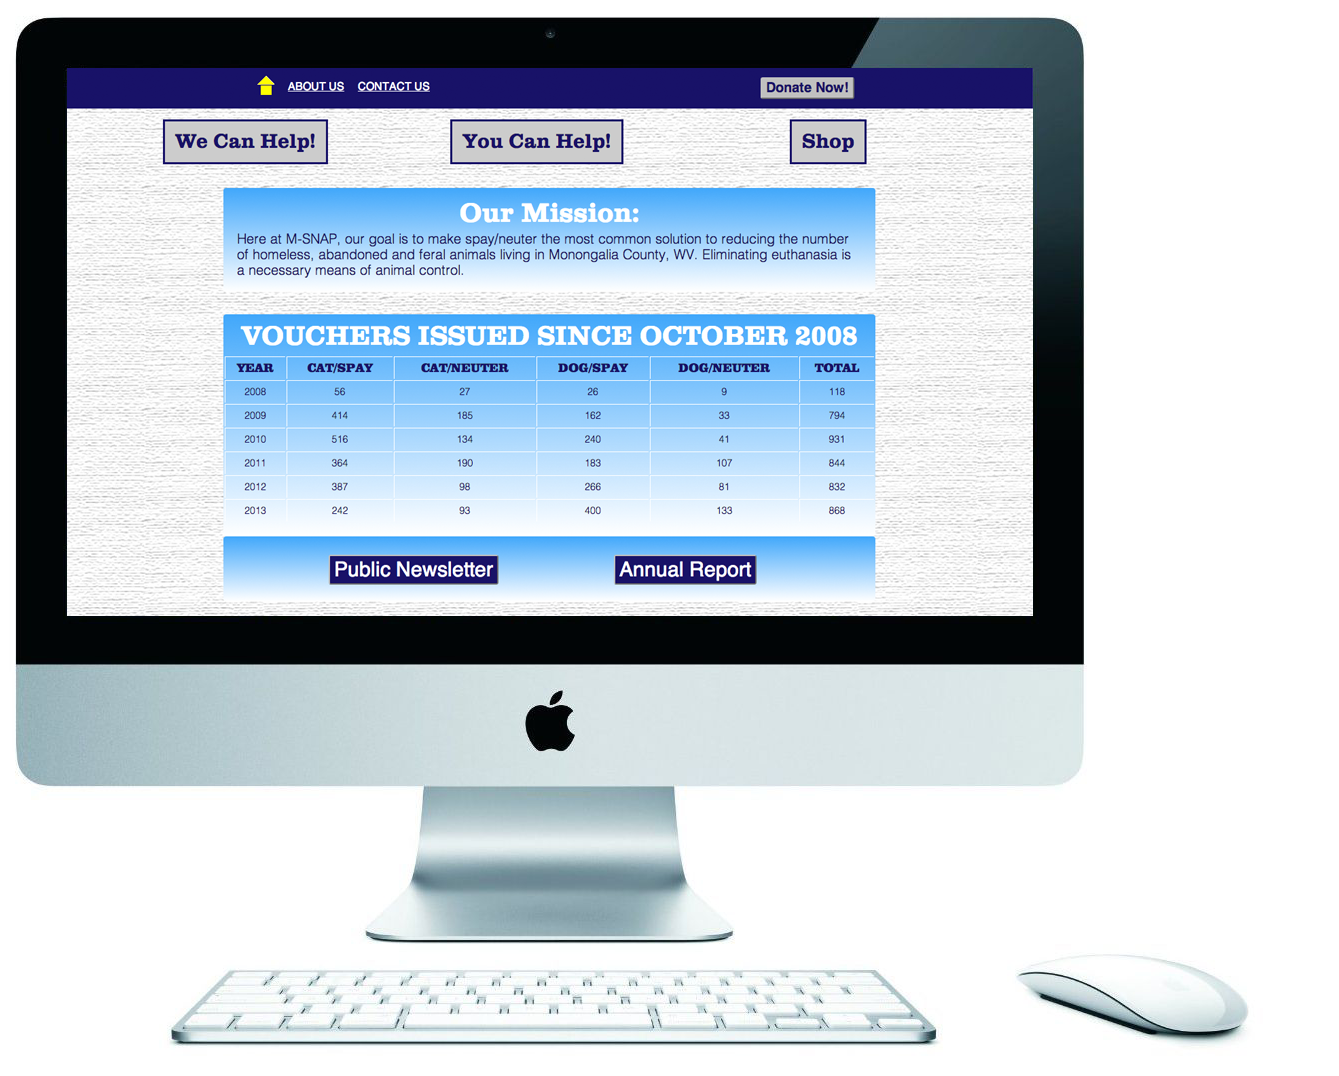 ABOUT US CONTACT US Donate Now!
We Can Help! You Can Help! Shop
Our Mission:
Here at M-SNAP, our goal is to make spay/neuter the most common solution to reducing the number
of homeless, abandoned and feral animals living in Monongalia County, WV. Eliminating euthanasia is
a necessary means of animal control.
VOUCHERS ISSUED SINCE OCTOBER 2008
YEAR CAT/SPAY CAT/NEUTER DOG/SPAY DOG/NEUTER TOTAL
2008 56 27 26 9 118
2009 414 185 162 33 794
2010 516 134 240 41 931
2011 364 190 183 107 844
2012 387 98 266 81 832
2013 242 93 400 133 868
Public Newsletter Annual Report